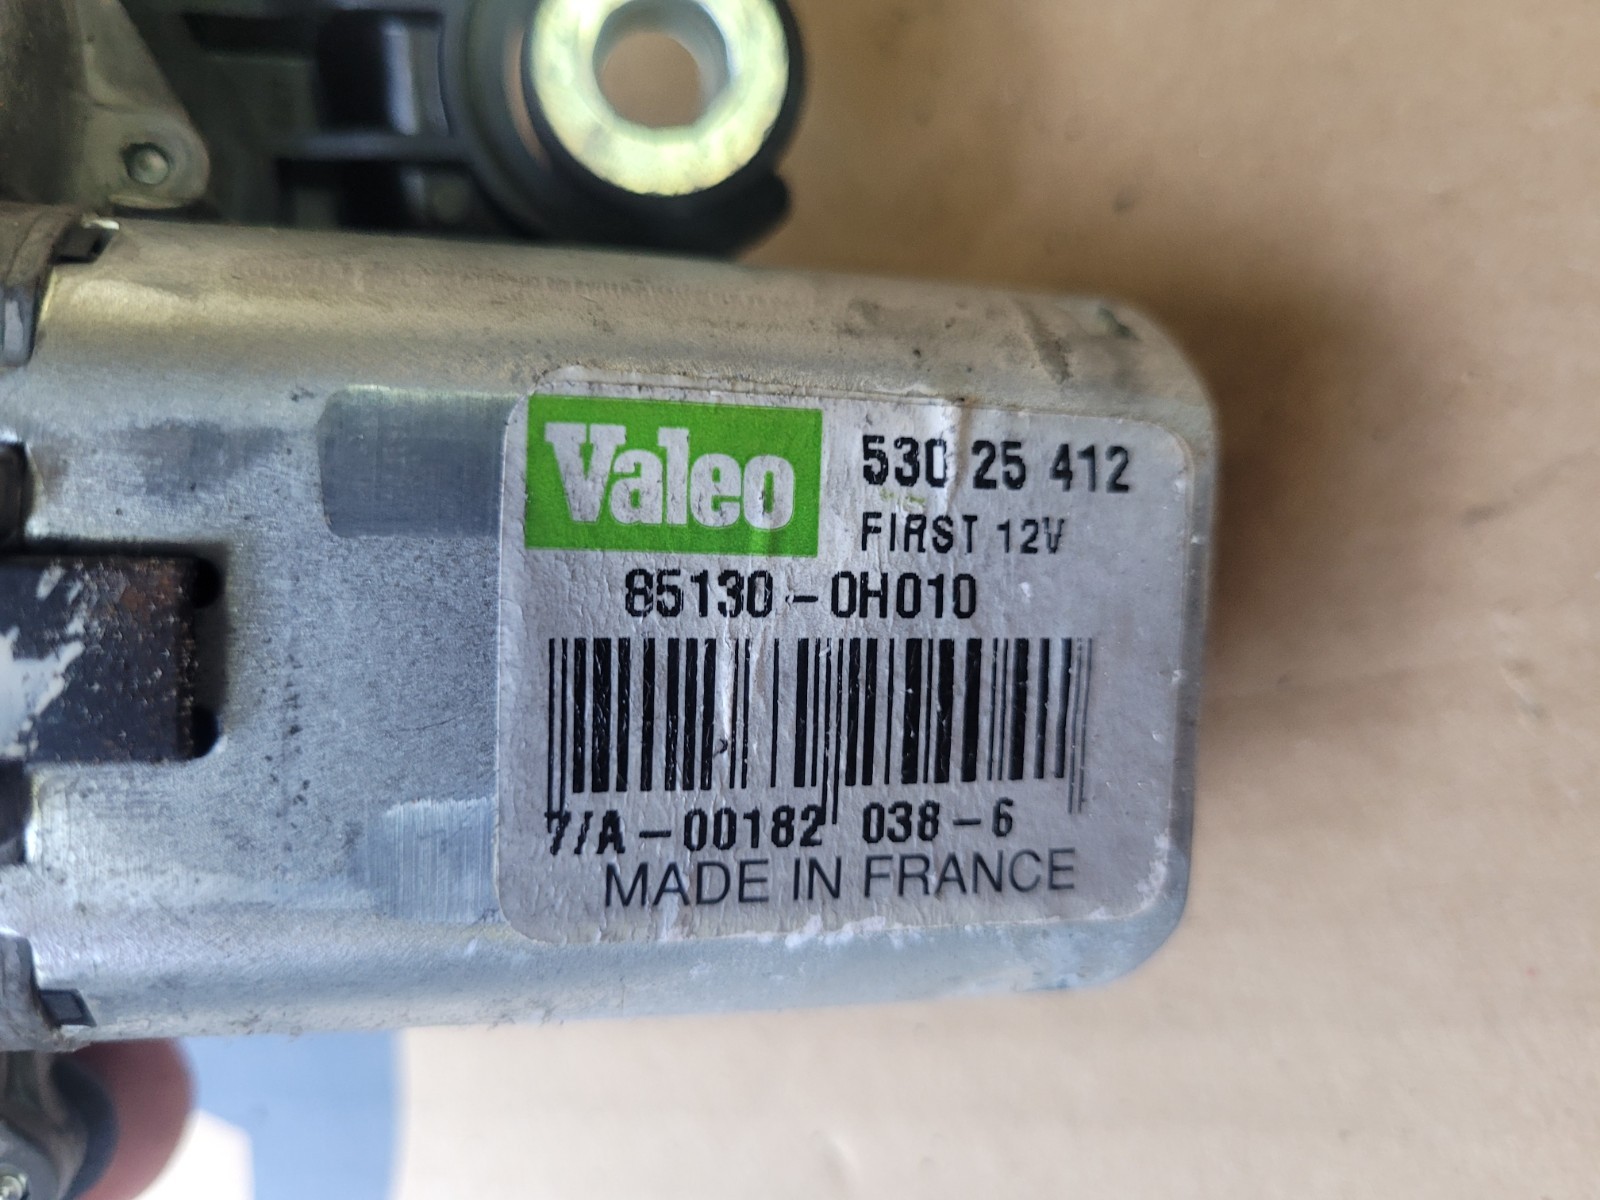 Valeo
530 25 412
FIRST 12V
85130-0H010
7/A-00182 038-6
MADE IN FRANCE